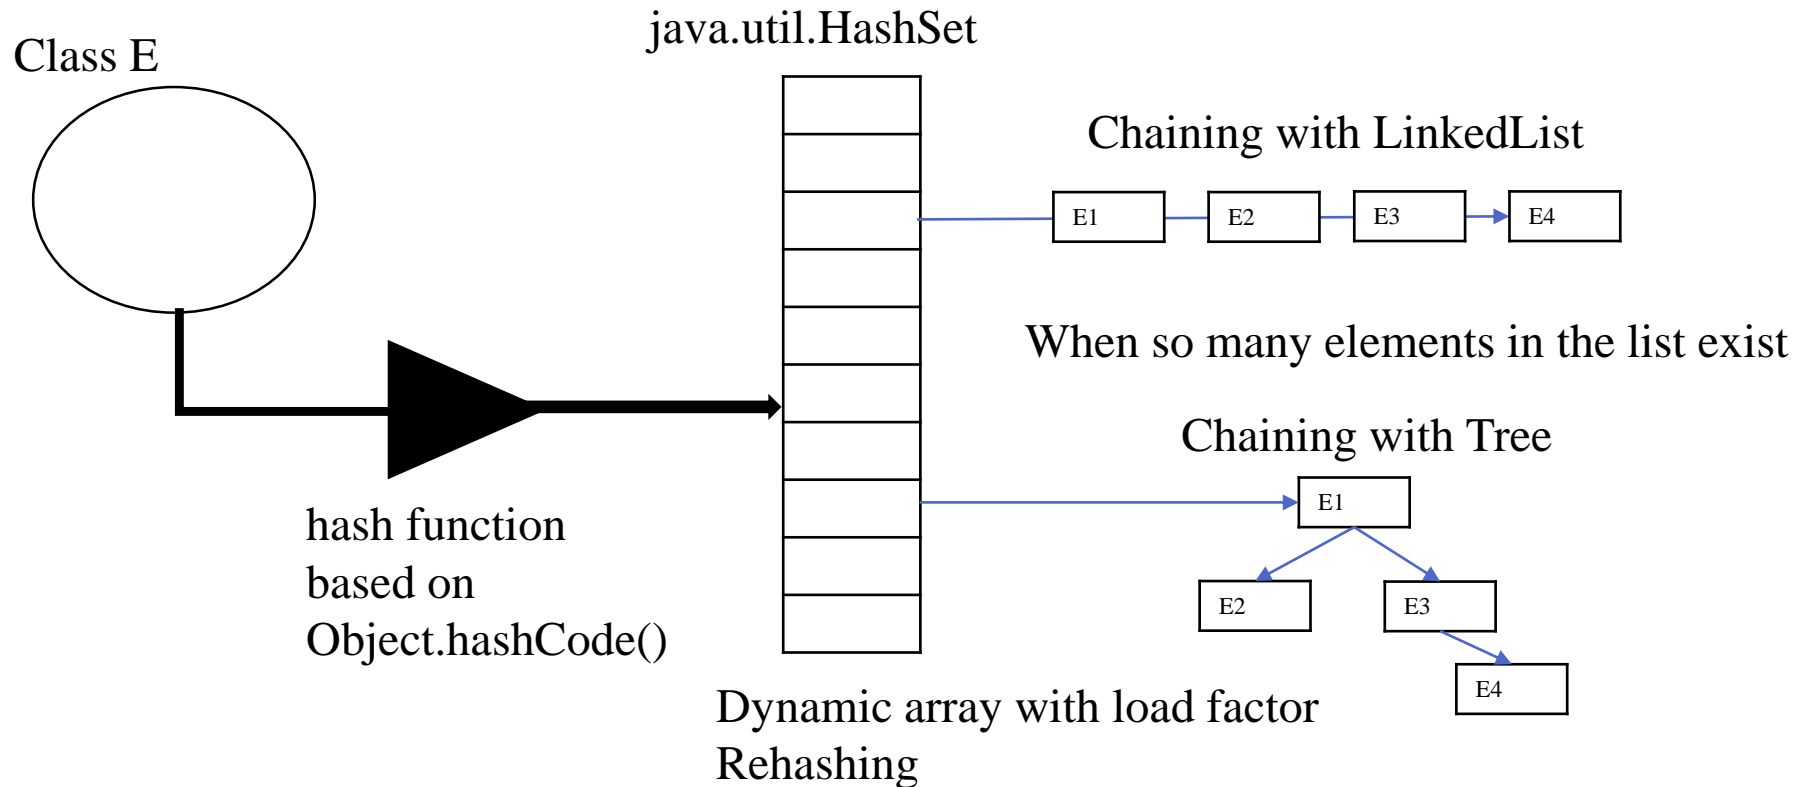 java.util.HashSet
Class E
Chaining with LinkedList
E1 E2 E3 E4
When so many elements in the list exist
Chaining with Tree
E1
E2 E3
E4
hash function
based on
Object.hashCode()
Dynamic array with load factor
Rehashing